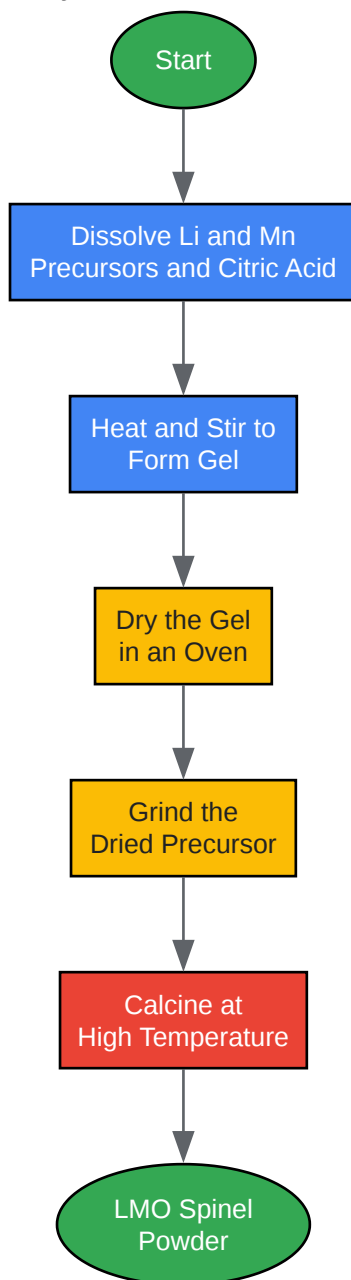 Start
Dissolve Li and Mn
Precursors and Citric Acid
Heat and Stir to
Form Gel
Dry the Gel
in an Oven
Grind the
Dried Precursor
Calcine at
High Temperature
LMO Spinel
Powder